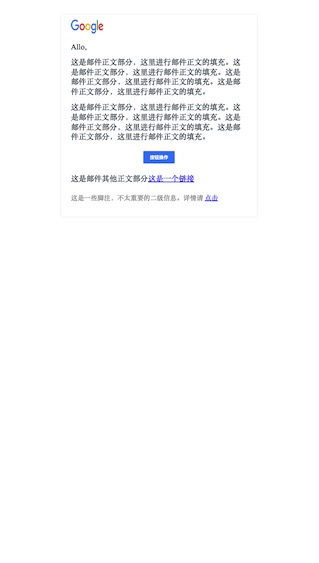 Google
Allo,
这是邮件正文部分，这里进行邮件正文的填充。这
是邮件正文部分，这里进行邮件正文的填充。这是
邮件正文部分，这里进行邮件正文的填充。这是邮
件正文部分，这里进行邮件正文的填充。
这是邮件正文部分，这里进行邮件正文的填充。这
是邮件正文部分，这里进行邮件正文的填充。这是
邮件正文部分，这里进行邮件正文的填充。这是邮
件正文部分，这里进行邮件正文的填充。
按钮操作
这是邮件其他正文部分这是一个链接
这是一些脚注，不太重要的二级信息。详情请 点击